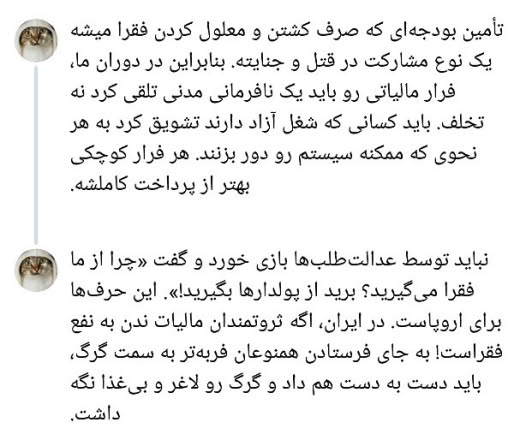 تأمین بودجه‌ای که صرف کشتن و معلول کردن فقرا میشه
یک نوع مشارکت در قتل و جنایته. بنابراین در دوران ما،
فرار مالیاتی رو باید یک نافرمانی مدنی تلقی کرد نه
تخلف. باید کسانی که شغل آزاد دارند تشویق کرد به هر
نحوی که ممکنه سیستم رو دور بزنند. هر فرار کوچکی
بهتر از پرداخت کاملشه.
نباید توسط عدالت‌طلب‌ها بازی خورد و گفت «چرا از ما
فقرا می‌گیرید؟ برید از پولدارها بگیرید!». این حرف‌ها
برای اروپاست. در ایران، اگه ثروتمندان مالیات ندن به نفع
فقراست! به جای فرستادن همنوعان فربه‌تر به سمت گرگ،
باید دست به دست هم داد و گرگ رو لاغر و بی‌غذا نگه
داشت.